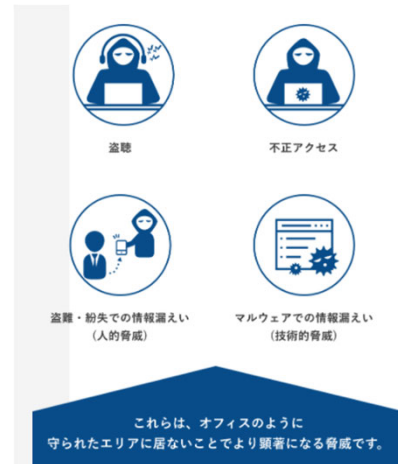 盗聴
不正アクセス
盗難・紛失での情報漏えい
(人的脅威)
マルウェアでの情報漏えい
(技術的脅威)
これらは、オフィスのように
守られたエリアに居ないことでより顕著になる脅威です。